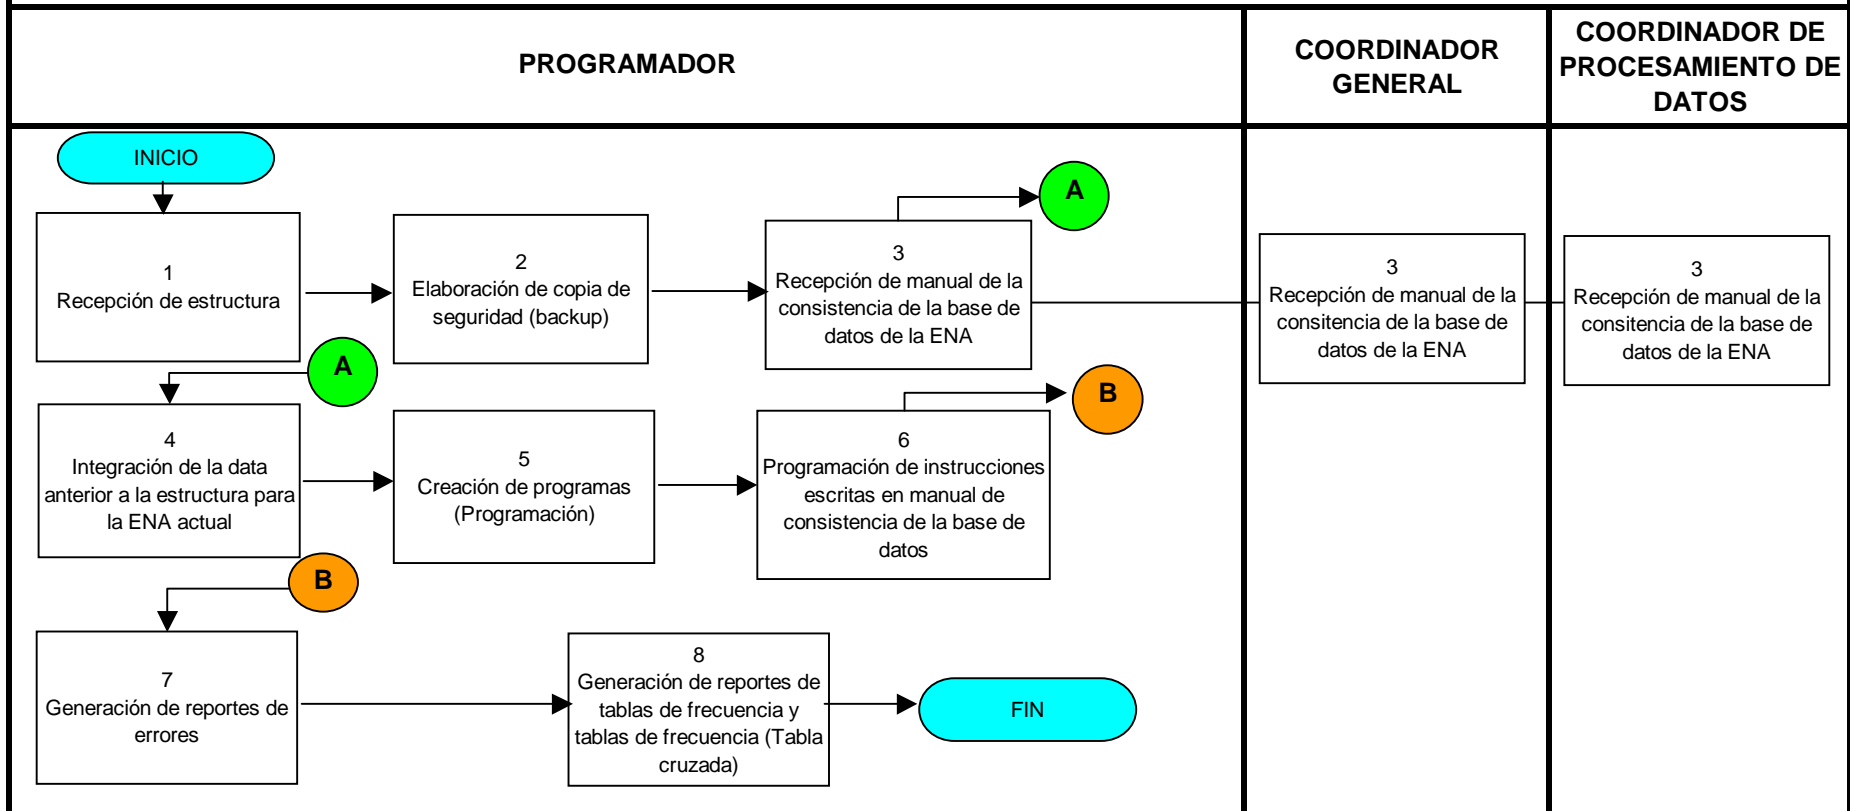 PROGRAMADOR
COORDINADOR
GENERAL
COORDINADOR DE
PROCESAMIENTO DE
DATOS
INICIO
1
Recepción de estructura
2
Elaboración de copia de
seguridad (backup)
3
Recepción de manual de la
consistencia de la base de
datos de la ENA
A
3
Recepción de manual de la
consitencia de la base de
datos de la ENA
3
Recepción de manual de la
consitencia de la base de
datos de la ENA
A
4
Integración de la data
anterior a la estructura para
la ENA actual
5
Creación de programas
(Programación)
6
Programación de instrucciones
escritas en manual de
consistencia de la base de
datos
B
B
7
Generación de reportes de
errores
8
Generación de reportes de
tablas de frecuencia y
tablas de frecuencia (Tabla
cruzada)
FIN